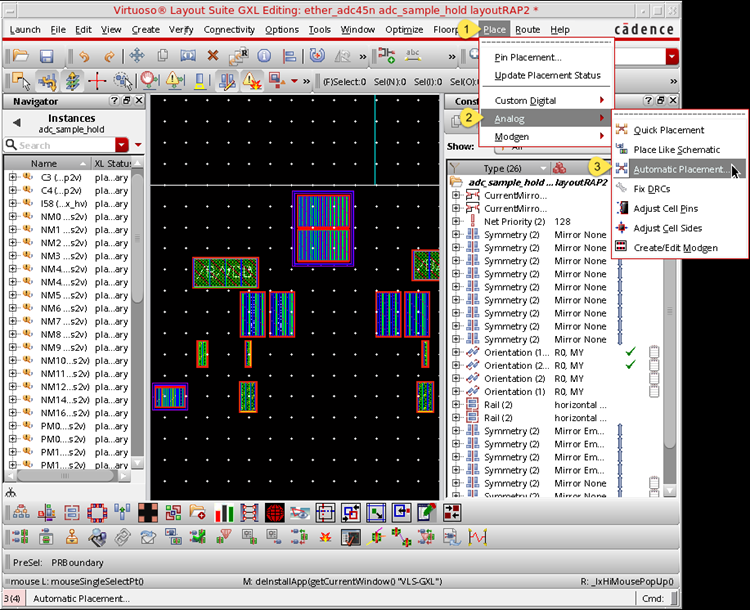 Virtuoso® Layout Suite GXL Editing: ether_adc45n adc_sample_hold layoutRAP2 *
Launch File Edit View Create Verify Connectivity Options Tools Window Optimize Floorp 1 Place Route Help cādence
(F)Select:0 Sel(N):0 Sel(I):0 Sel(O):
Pin Placement...
Update Placement Status
Custom Digital
2 Analog
Modgen
Quick Placement
Place Like Schematic
3 Automatic Placement...
Fix DRCs
Adjust Cell Pins
Adjust Cell Sides
Create/Edit Modgen
Navigator
Instances
adc_sample_hold
Search
Name XL Status
C3 (...p2v) pla...ary
C4 (...p2v) pla...ary
I58 (...x_hv) pla...ary
NM0 ...s2v) pla...ary
NM1 ...s2v) pla...ary
NM2 ...s2v) pla...ary
NM3 ...s2v) pla...ary
NM4 ...s2v) pla...ary
NM4 ...s2v) pla...ary
NM5 ...s2v) pla...ary
NM6 ...s2v) pla...ary
NM7 ...s2v) pla...ary
NM8 ...s2v) pla...ary
NM9 ...s2v) pla...ary
NM10 ...s2v) pla...ary
NM11 ...s2v) pla...ary
NM12 ...s2v) pla...ary
NM14 ...s2v) pla...ary
NM16 ...s2v) pla...ary
PM0...s2v) pla...ary
PM1...s2v) pla...ary
PM1...s2v) pla...ary
PM1...s2v) pla...ary
Cons
Show: All
Type (26)
adc_sample_hold ... layoutRAP2
CurrentMirro...
CurrentMirro...
Net Priority (2) 128
Symmetry (2) Mirror None
Symmetry (2) Mirror None
Symmetry (2) Mirror None
Symmetry (2) Mirror None
Symmetry (2) Mirror None
Symmetry (2) Mirror None
Symmetry (2) Mirror None
Symmetry (2) Mirror None
Symmetry (2) Mirror None
Orientation (1... R0, MY
Orientation (2... R0, MY
Orientation (2) R0, MY
Orientation (1) R0, MY
Rail (2) horizontal ...
Rail (2) horizontal ...
Symmetry (2) Mirror Em...
Symmetry (2) Mirror Em...
Symmetry (2) Mirror Em...
Symmetry (2) Mirror Em...
Symmetry (2) Mirror None
Symmetry (2) Mirror None
PreSel: PRBoundary
mouse L: mouseSingleSelectPt() M: deInstallApp(getCurrentWindow() "VLS-GXL") R: _lxHiMousePopUp()
3(4) Automatic Placement... Cmd: